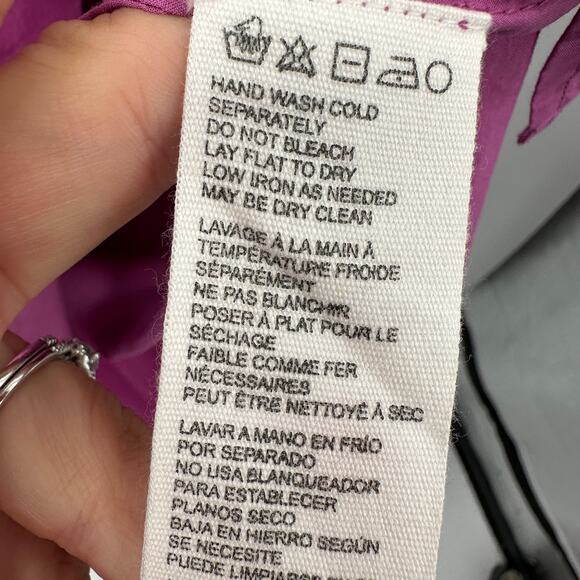 HAND WASH COLD
SEPARATELY
DO NOT BLEACH
LAY FLAT TO DRY
LOW IRON AS NEEDED
MAY BE DRY CLEAN
LAVAGE À LA MAIN À
TEMPÉRATURE FROIDE
SÉPARÉMENT
NE PAS BLANCHIR
POSER À PLAT POUR LE
SÉCHAGE
FAIBLE COMME FER
NÉCESSAIRES
PEUT ÊTRE NETTOYÉ À SEC
LAVAR A MANO EN FRÍO
POR SEPARADO
NO USA BLANQUEADOR
PARA ESTABLECER
PLANOS SECO
BAJA EN HIERRO SEGÚN
SE NECESITE
PUEDE LIMPIARSE